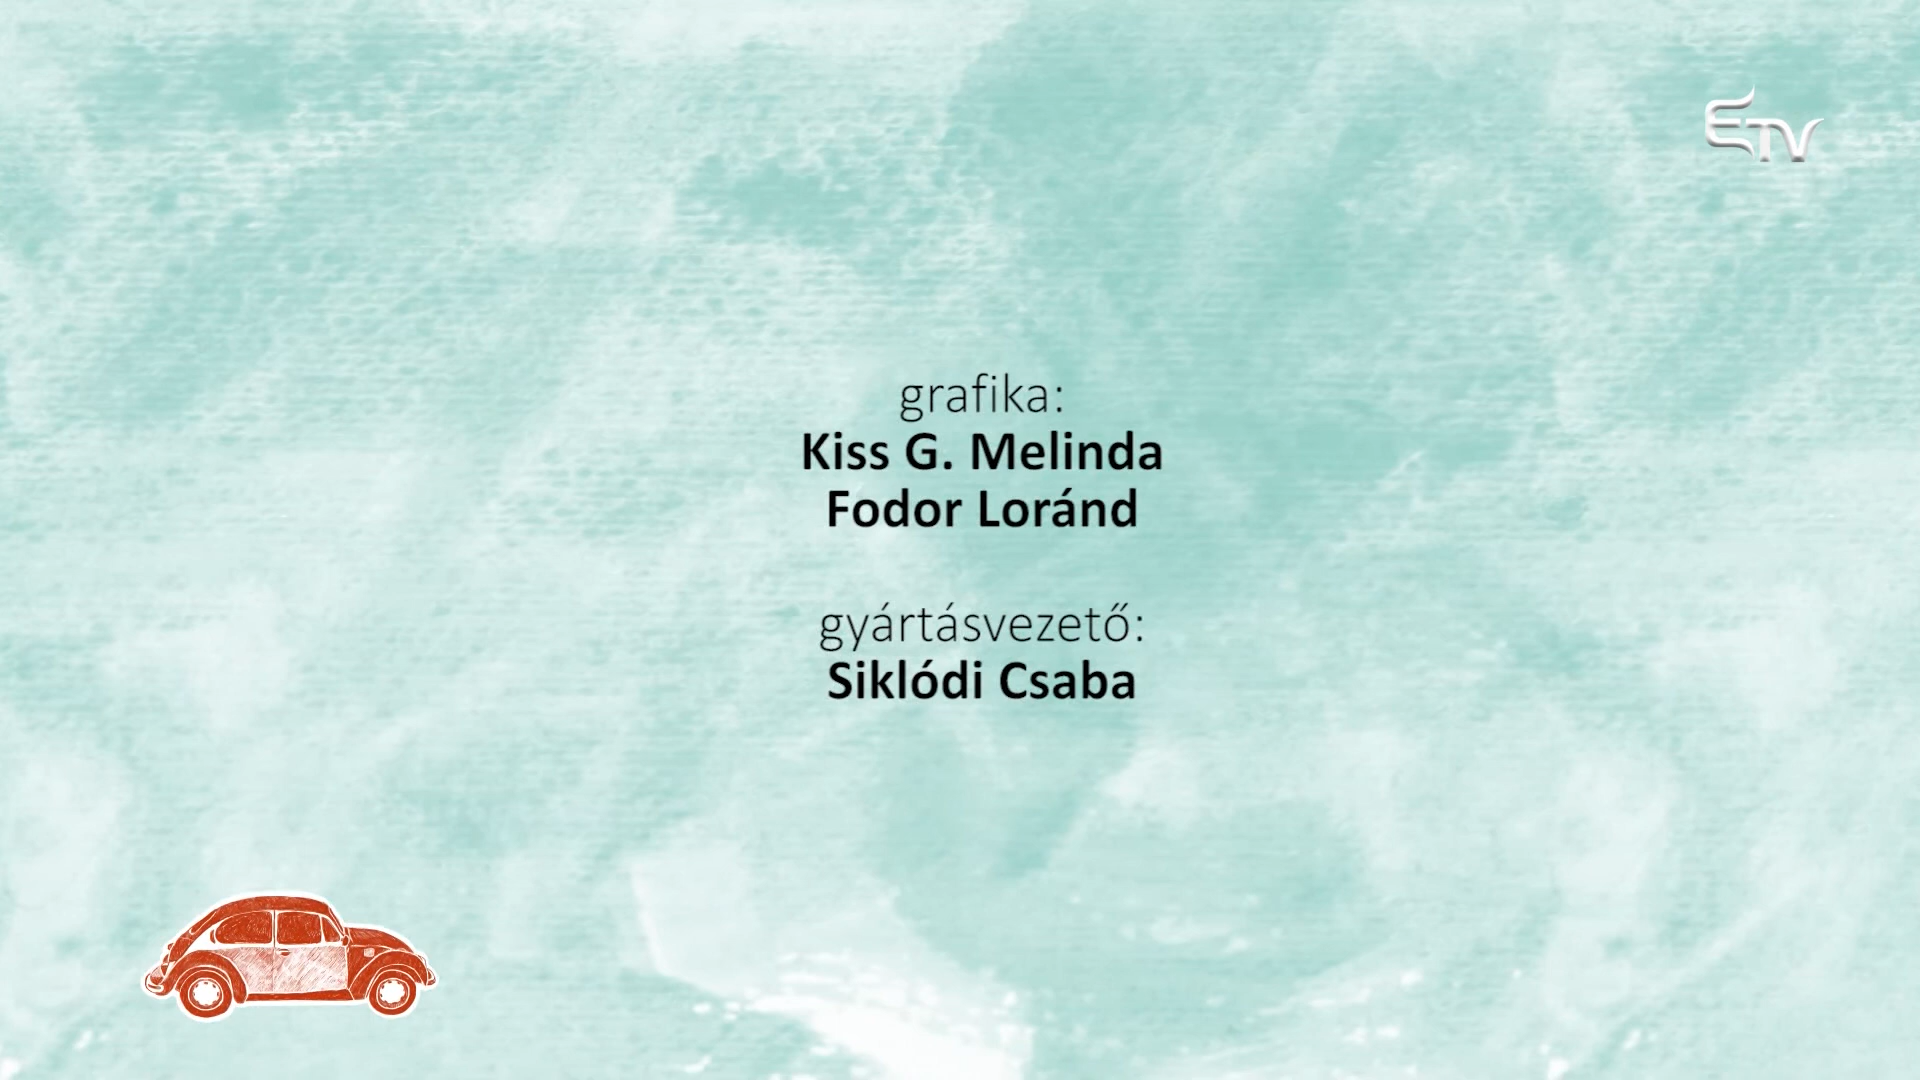 ETV
grafika:
Kiss G. Melinda
Fodor Loránd
gyártásvezető:
Siklódi Csaba